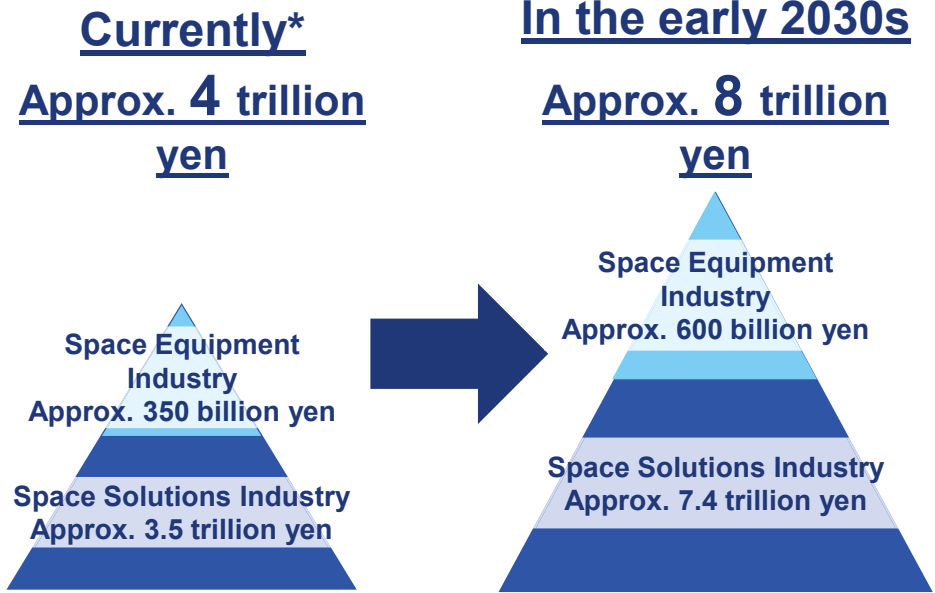 Currently*
Approx. 4 trillion
yen
In the early 2030s
Approx. 8 trillion
yen
Space Equipment
Industry
Approx. 350 billion yen
Space Solutions Industry
Approx. 3.5 trillion yen
Space Equipment
Industry
Approx. 600 billion yen
Space Solutions Industry
Approx. 7.4 trillion yen